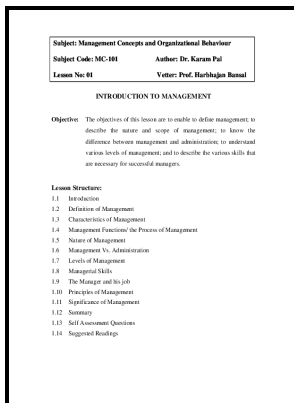 Subject: Management Concepts and Organizational Behaviour
Subject Code: MC-101 Author: Dr. Karam Pal
Lesson No: 01 Vetter: Prof. Harbhajan Bansal
INTRODUCTION TO MANAGEMENT
Objective: The objectives of this lesson are to enable to define management; to
describe the nature and scope of management; to know the
difference between management and administration; to understand
various levels of management; and to describe the various skills that
are necessary for successful managers.
Lesson Structure:
1.1 Introduction
1.2 Definition of Management
1.3 Characteristics of Management
1.4 Management Functions/ the Process of Management
1.5 Nature of Management
1.6 Management Vs. Administration
1.7 Levels of Management
1.8 Managerial Skills
1.9 The Manager and his job
1.10 Principles of Management
1.11 Significance of Management
1.12 Summary
1.13 Self Assessment Questions
1.14 Suggested Readings